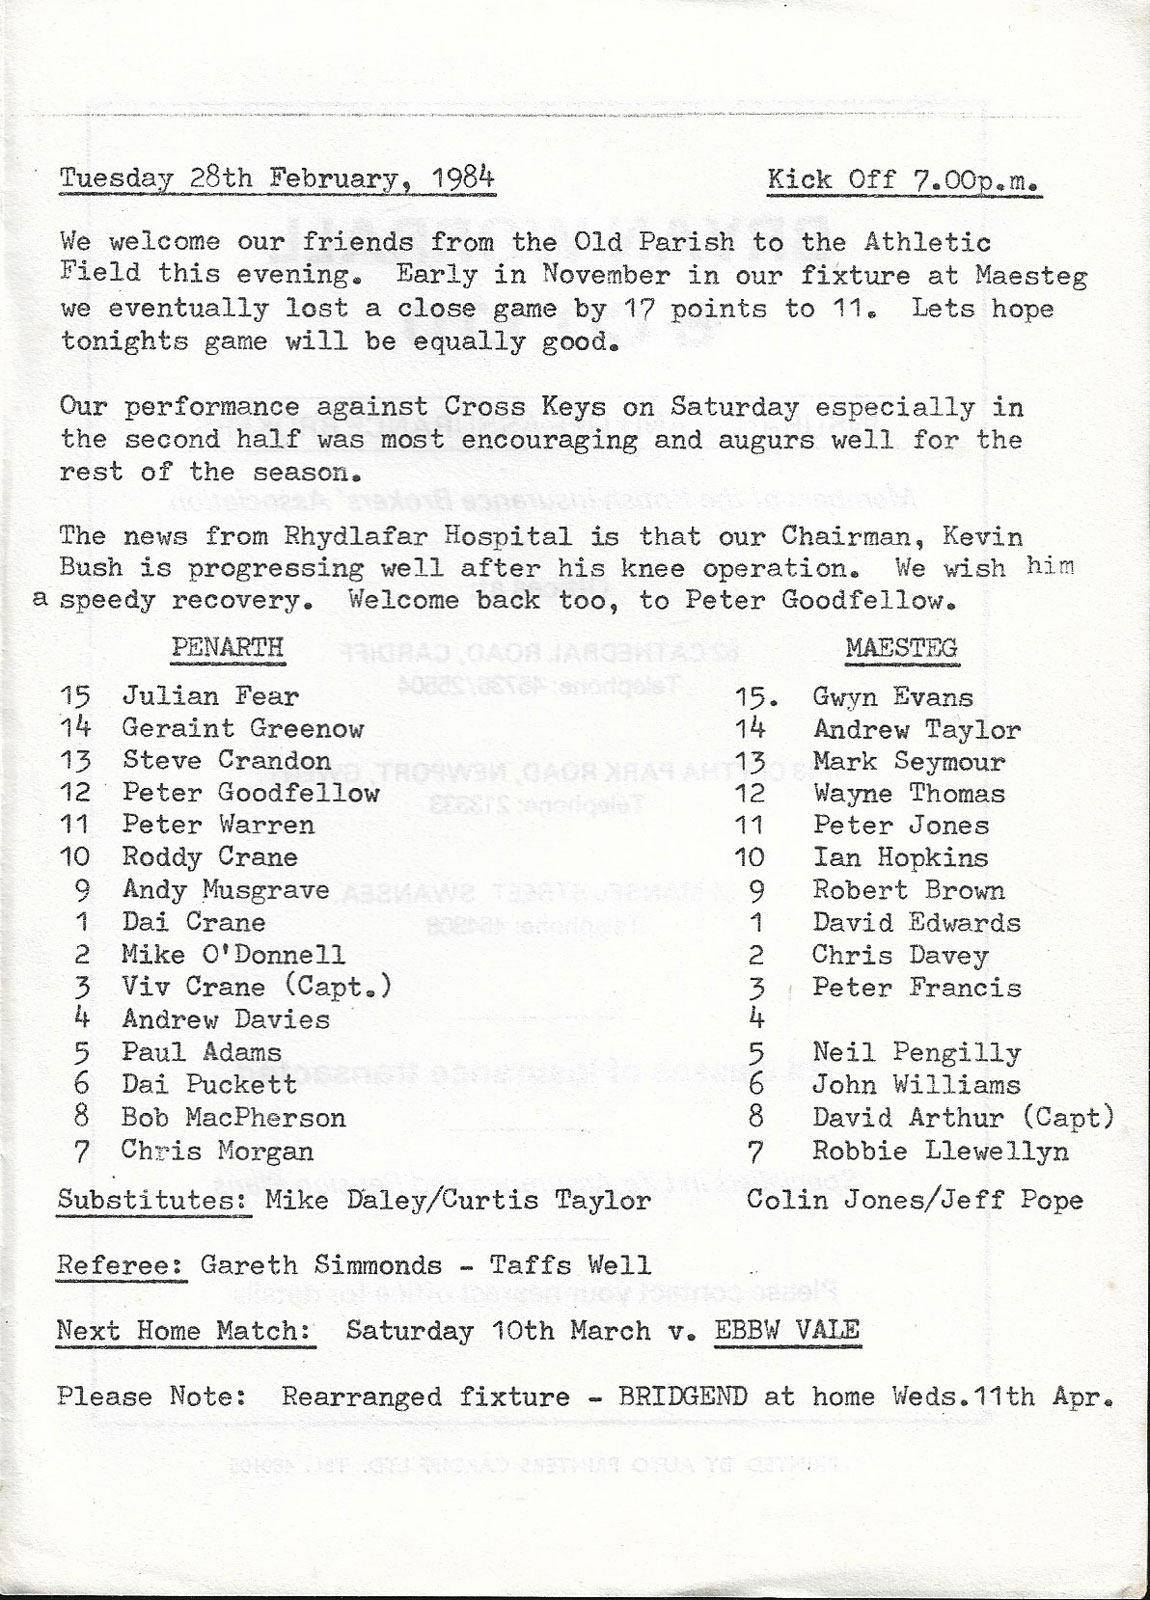 Tuesday 28th February, 1984 Kick Off 7.00p.m.
We welcome our friends from the Old Parish to the Athletic
Field this evening. Early in November in our fixture at Maesteg
we eventually lost a close game by 17 points to 11. Lets hope
tonights game will be equally good.
Our performance against Cross Keys on Saturday especially in
the second half was most encouraging and augurs well for the
rest of the season.
The news from Rhydlafar Hospital is that our Chairman, Kevin
Bush is progressing well after his knee operation. We wish him
a speedy recovery. Welcome back too, to Peter Goodfellow.
PENARTH MAESTEG
15 Julian Fear 15. Gwyn Evans
14 Geraint Greenow 14 Andrew Taylor
13 Steve Crandon 13 Mark Seymour
12 Peter Goodfellow 12 Wayne Thomas
11 Peter Warren 11 Peter Jones
10 Roddy Crane 10 Ian Hopkins
9 Andy Musgrave 9 Robert Brown
1 Dai Crane 1 David Edwards
2 Mike O'Donnell 2 Chris Davey
3 Viv Crane (Capt.) 3 Peter Francis
4 Andrew Davies 4
5 Paul Adams 5 Neil Pengilly
6 Dai Puckett 6 John Williams
8 Bob MacPherson 8 David Arthur (Capt)
7 Chris Morgan 7 Robbie Llewellyn
Substitutes: Mike Daley/Curtis Taylor Colin Jones/Jeff Pope
Referee: Gareth Simmonds - Taffs Well
Next Home Match: Saturday 10th March v. EBBW VALE
Please Note: Rearranged fixture - BRIDGEND at home Weds.11th Apr.